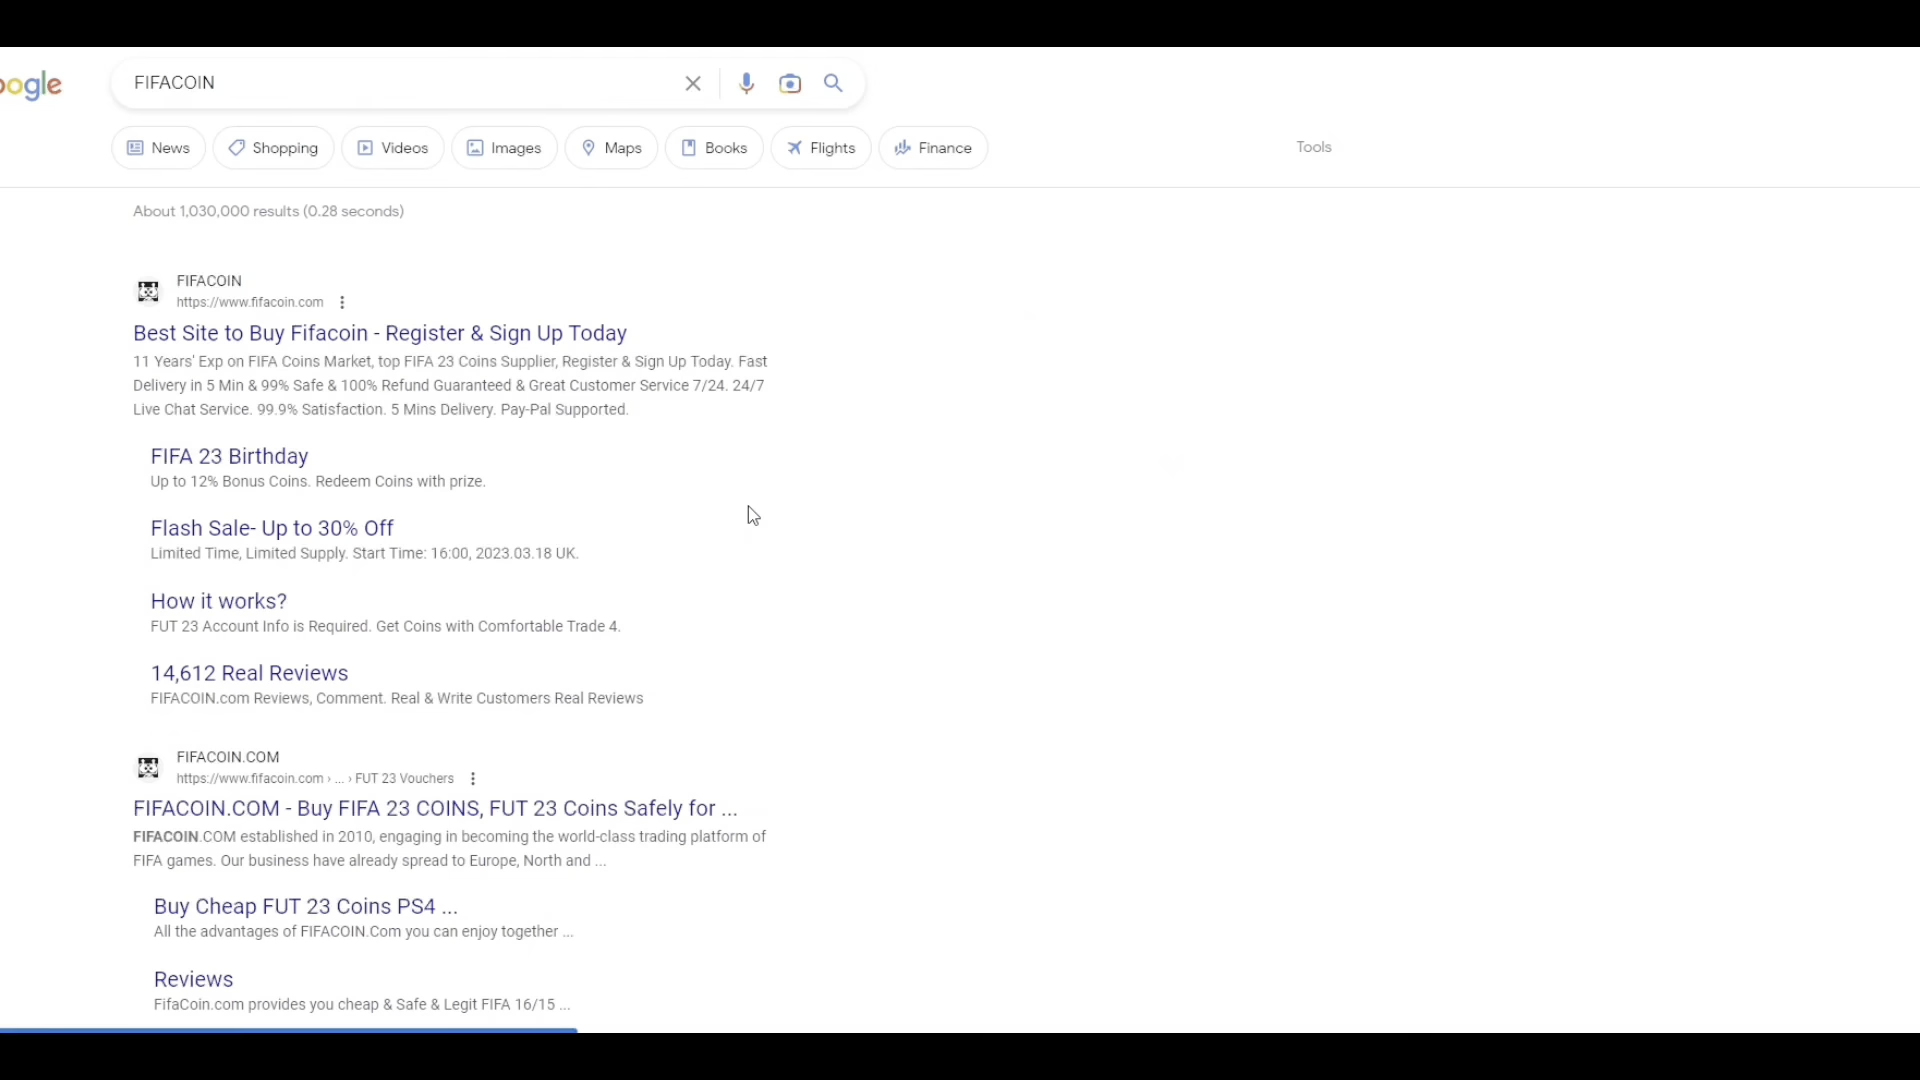 oogle
FIFACOIN
News
Shopping
Videos
Images
Maps
Books
Flights
Finance
Tools
About 1,030,000 results (0.28 seconds)
FIFACOIN
https://www.fifacoin.com
Best Site to Buy Fifacoin - Register & Sign Up Today
11 Years' Exp on FIFA Coins Market, top FIFA 23 Coins Supplier, Register & Sign Up Today. Fast
Delivery in 5 Min & 99% Safe & 100% Refund Guaranteed & Great Customer Service 7/24. 24/7
Live Chat Service. 99.9% Satisfaction. 5 Mins Delivery. Pay-Pal Supported.
FIFA 23 Birthday
Up to 12% Bonus Coins. Redeem Coins with prize.
Flash Sale- Up to 30% Off
Limited Time, Limited Supply. Start Time: 16:00, 2023.03.18 UK.
How it works?
FUT 23 Account Info is Required. Get Coins with Comfortable Trade 4.
14,612 Real Reviews
FIFACOIN.com Reviews, Comment. Real & Write Customers Real Reviews
FIFACOIN.COM
https://www.fifacoin.com › ... › FUT 23 Vouchers
FIFACOIN.COM - Buy FIFA 23 COINS, FUT 23 Coins Safely for ...
FIFACOIN.COM established in 2010, engaging in becoming the world-class trading platform of
FIFA games. Our business have already spread to Europe, North and ...
Buy Cheap FUT 23 Coins PS4 ...
All the advantages of FIFACOIN.Com you can enjoy together ...
Reviews
FifaCoin.com provides you cheap & Safe & Legit FIFA 16/15 ...